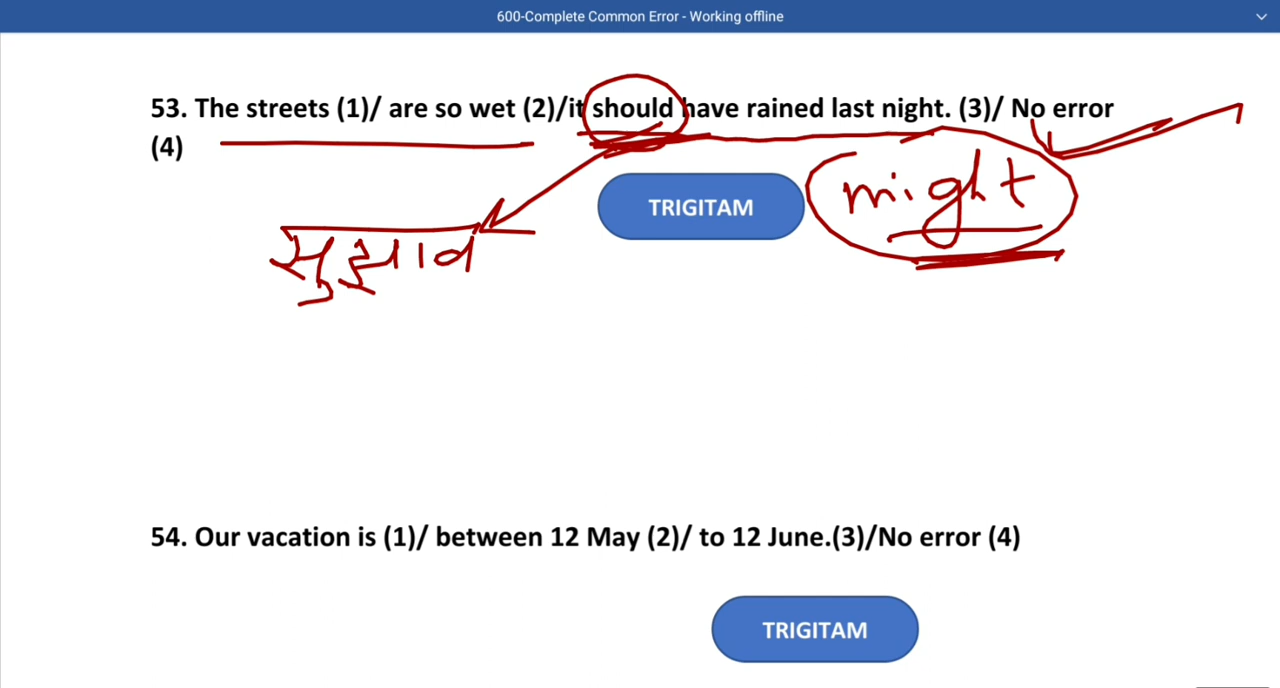 600-Complete Common Error - Working offline
53. The streets (1)/ are so wet (2)/it should have rained last night. (3)/ No error
(4)
TRIGITAM
might
54. Our vacation is (1)/ between 12 May (2)/ to 12 June.(3)/No error (4)
TRIGITAM